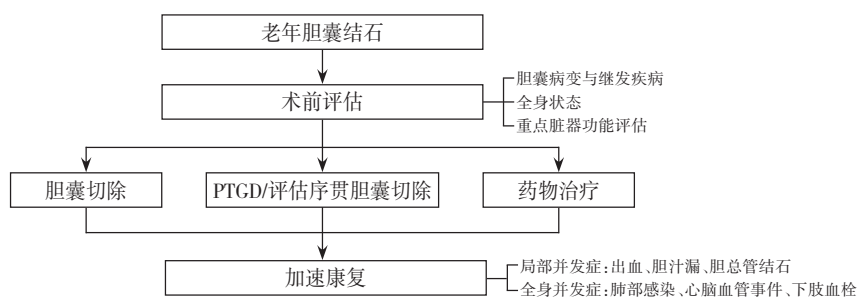 老年胆囊结石
术前评估
胆囊病变与继发疾病
全身状态
重点脏器功能评估
胆囊切除
PTGD/评估序贯胆囊切除
药物治疗
加速康复
局部并发症:出血、胆汁漏、胆总管结石
全身并发症:肺部感染、心脑血管事件、下肢血栓